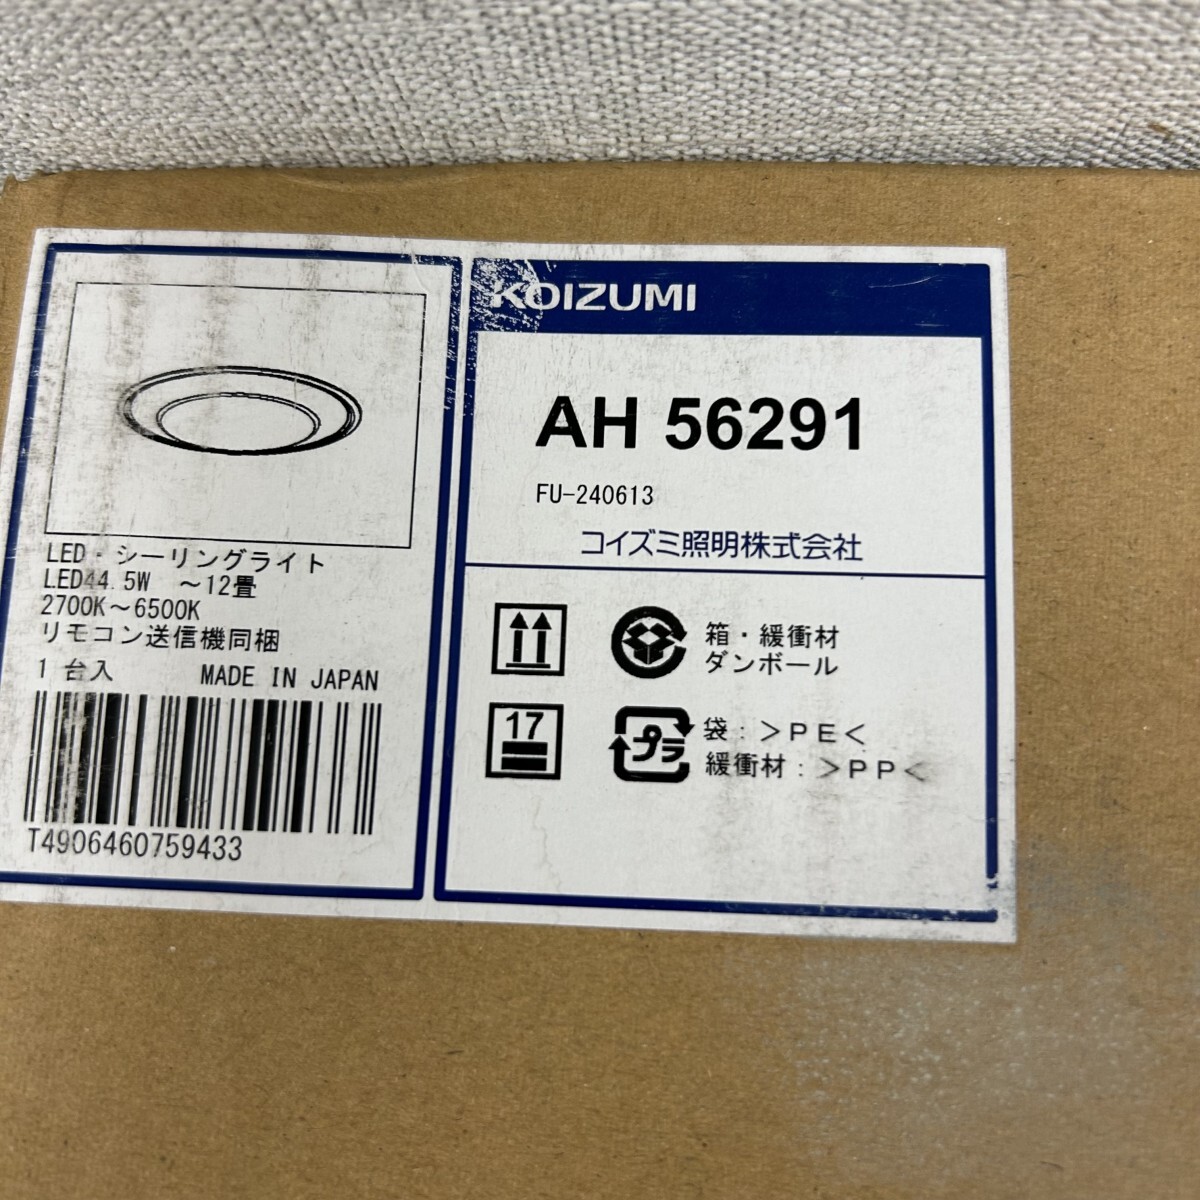 LED・シーリングライト
LED44.5W ～12畳
2700K～6500K
リモコン送信機同梱
1 台入 MADE IN JAPAN
T4906460759433
KOIZUMI
AH 56291
FU-240613
コイズミ照明株式会社
箱・緩衝材
ダンボール
17
プラ
袋：＞PE＜
緩衝材：＞PP＜